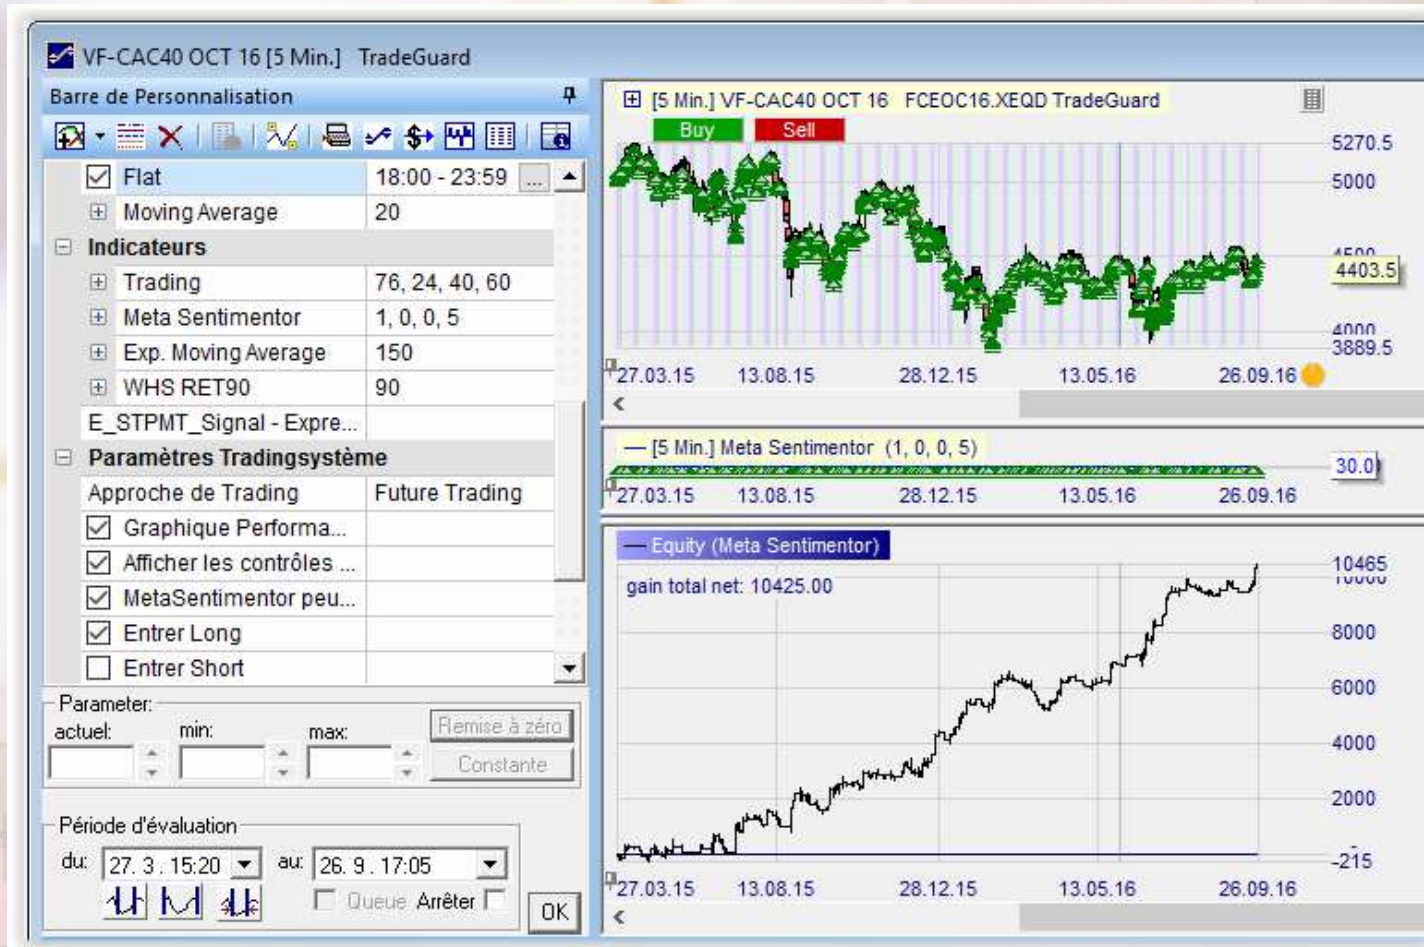 VF-CAC40 OCT 16 [5 Min.] TradeGuard
Barre de Personnalisation
Flat 18:00 - 23:59 ...
Moving Average 20
Indicateurs
Trading 76, 24, 40, 60
Meta Sentimentor 1, 0, 0, 5
Exp. Moving Average 150
WHS RET90 90
E_STPMT_Signal - Expre...
Paramètres Tradingsystème
Approche de Trading Future Trading
Graphique Performa...
Afficher les contrôles ...
MetaSentimentor peu...
Entrer Long
Entrer Short
Parameter:
actuel: min: max: Remise à zéro
Constante
Période d'évaluation
du: 27. 3 . 15:20 au: 26. 9 . 17:05
Queue Arrêter
OK
[5 Min.] VF-CAC40 OCT 16 FCEOC16.XEQD TradeGuard
Buy Sell
5270.5
5000
4500
4403.5
4000
3889.5
27.03.15 13.08.15 28.12.15 13.05.16 26.09.16
[5 Min.] Meta Sentimentor (1, 0, 0, 5)
30.0
27.03.15 13.08.15 28.12.15 13.05.16 26.09.16
Equity (Meta Sentimentor)
gain total net: 10425.00
10465
10000
8000
6000
4000
2000
-215
27.03.15 13.08.15 28.12.15 13.05.16 26.09.16